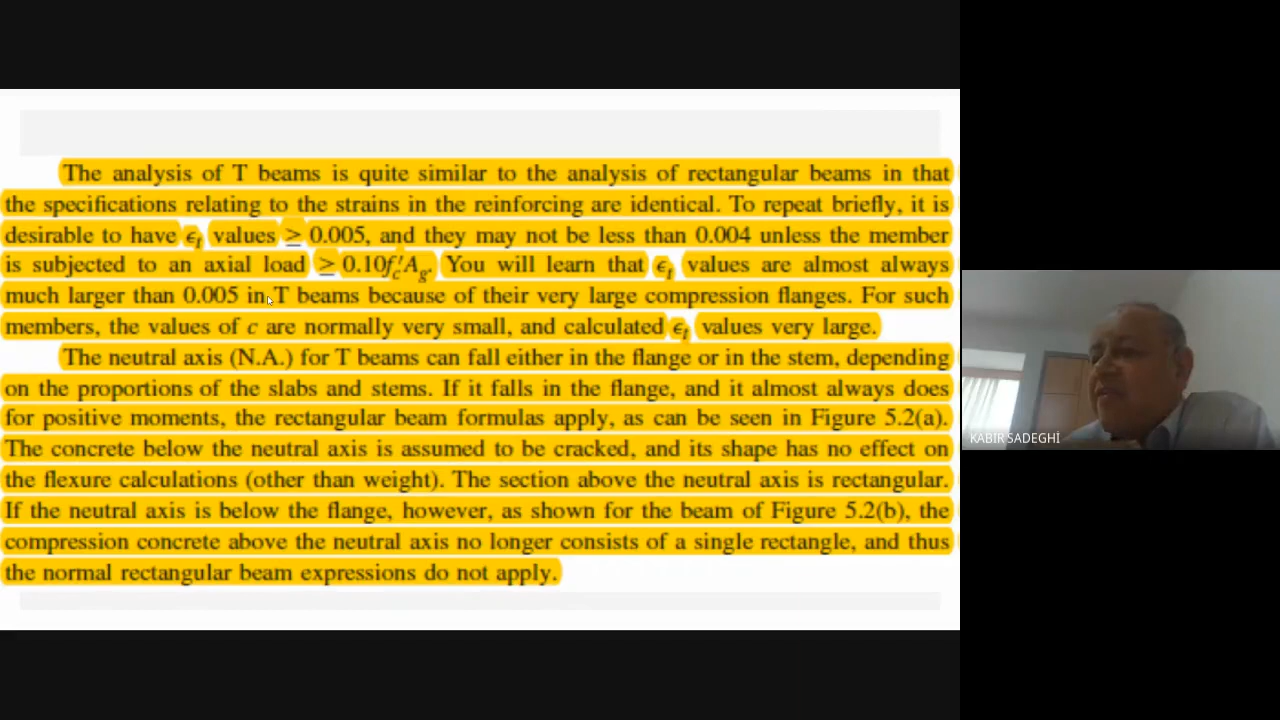 The analysis of T beams is quite similar to the analysis of rectangular beams in that
the specifications relating to the strains in the reinforcing are identical. To repeat briefly, it is
desirable to have ϵt values ≥ 0.005, and they may not be less than 0.004 unless the member
is subjected to an axial load ≥ 0.10f′cAg. You will learn that ϵt values are almost always
much larger than 0.005 in T beams because of their very large compression flanges. For such
members, the values of c are normally very small, and calculated ϵt values very large.
The neutral axis (N.A.) for T beams can fall either in the flange or in the stem, depending
on the proportions of the slabs and stems. If it falls in the flange, and it almost always does
for positive moments, the rectangular beam formulas apply, as can be seen in Figure 5.2(a).
The concrete below the neutral axis is assumed to be cracked, and its shape has no effect on
the flexure calculations (other than weight). The section above the neutral axis is rectangular.
If the neutral axis is below the flange, however, as shown for the beam of Figure 5.2(b), the
compression concrete above the neutral axis no longer consists of a single rectangle, and thus
the normal rectangular beam expressions do not apply.
KABIR SADEGHİ